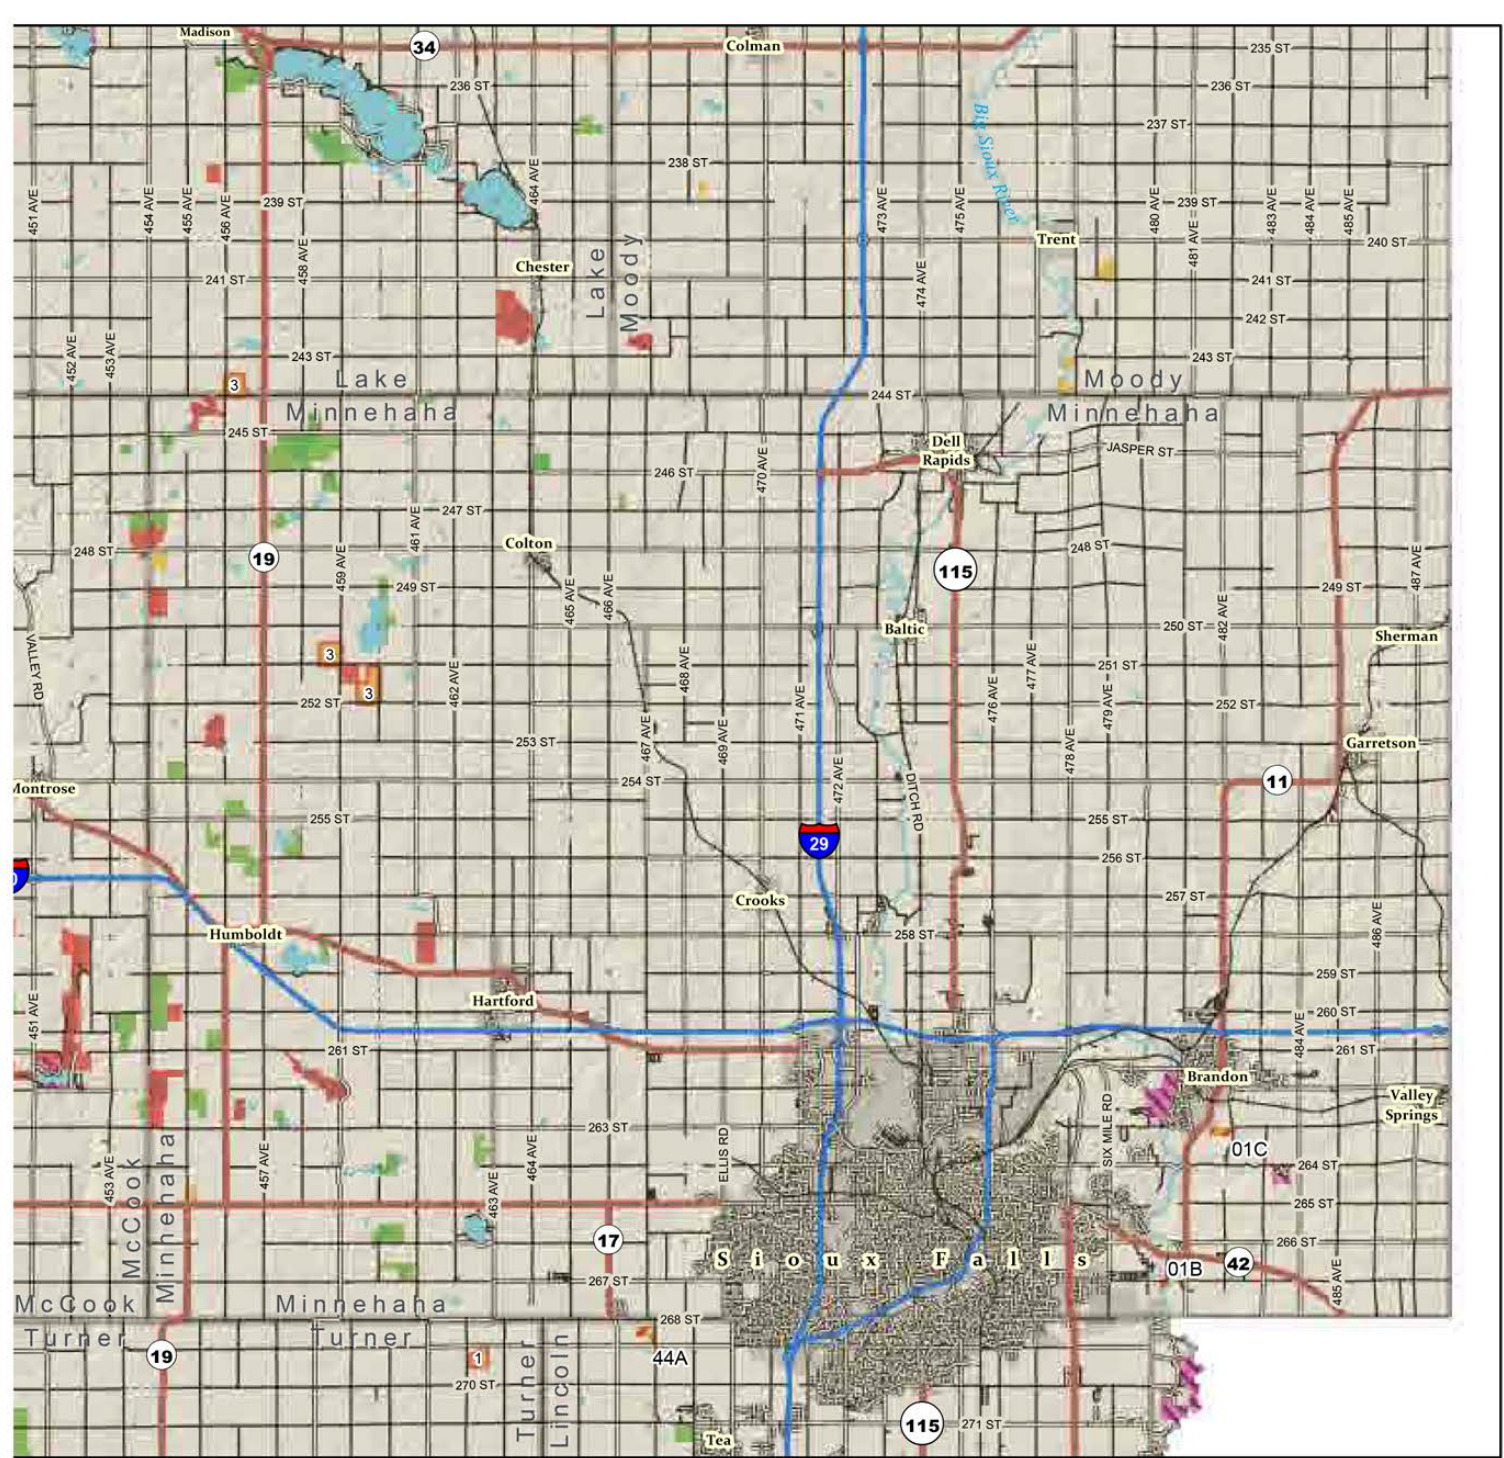 Madison
34
Colman
235 ST
236 ST
236 ST
Big Sioux River
237 ST
238 ST
451 AVE
454 AVE
455 AVE
456 AVE
239 ST
464 AVE
473 AVE
475 AVE
480 AVE
239 ST
481 AVE
483 AVE
484 AVE
485 AVE
458 AVE
Lake
Moody
Trent
240 ST
Chester
241 ST
474 AVE
241 ST
242 ST
452 AVE
453 AVE
243 ST
243 ST
Lake
3
Moody
244 ST
Minnehaha
Minnehaha
245 ST
Dell
Rapids
JASPER ST
246 ST
470 AVE
247 ST
461 AVE
Colton
248 ST
19
459 AVE
248 ST
115
487 AVE
249 ST
465 AVE
466 AVE
249 ST
482 AVE
Baltic
250 ST
Sherman
VALLEY RD
3
468 AVE
477 AVE
251 ST
3
462 AVE
252 ST
471 AVE
476 AVE
479 AVE
252 ST
253 ST
467 AVE
469 AVE
478 AVE
Garretson
254 ST
472 AVE
11
Montrose
DITCH RD
255 ST
255 ST
29
256 ST
0
257 ST
Crooks
486 AVE
Humboldt
258 ST
259 ST
Hartford
451 AVE
260 ST
484 AVE
261 ST
261 ST
Brandon
Valley
Springs
263 ST
SIX MILE RD
ELLIS RD
01C
453 AVE
McCook
Minnehaha
457 AVE
464 AVE
264 ST
463 AVE
265 ST
17
266 ST
Sioux Falls
01B
42
267 ST
485 AVE
McCook
Minnehaha
268 ST
Turner
Turner
Turner
Lincoln
19
1
44A
270 ST
115
271 ST
Tea